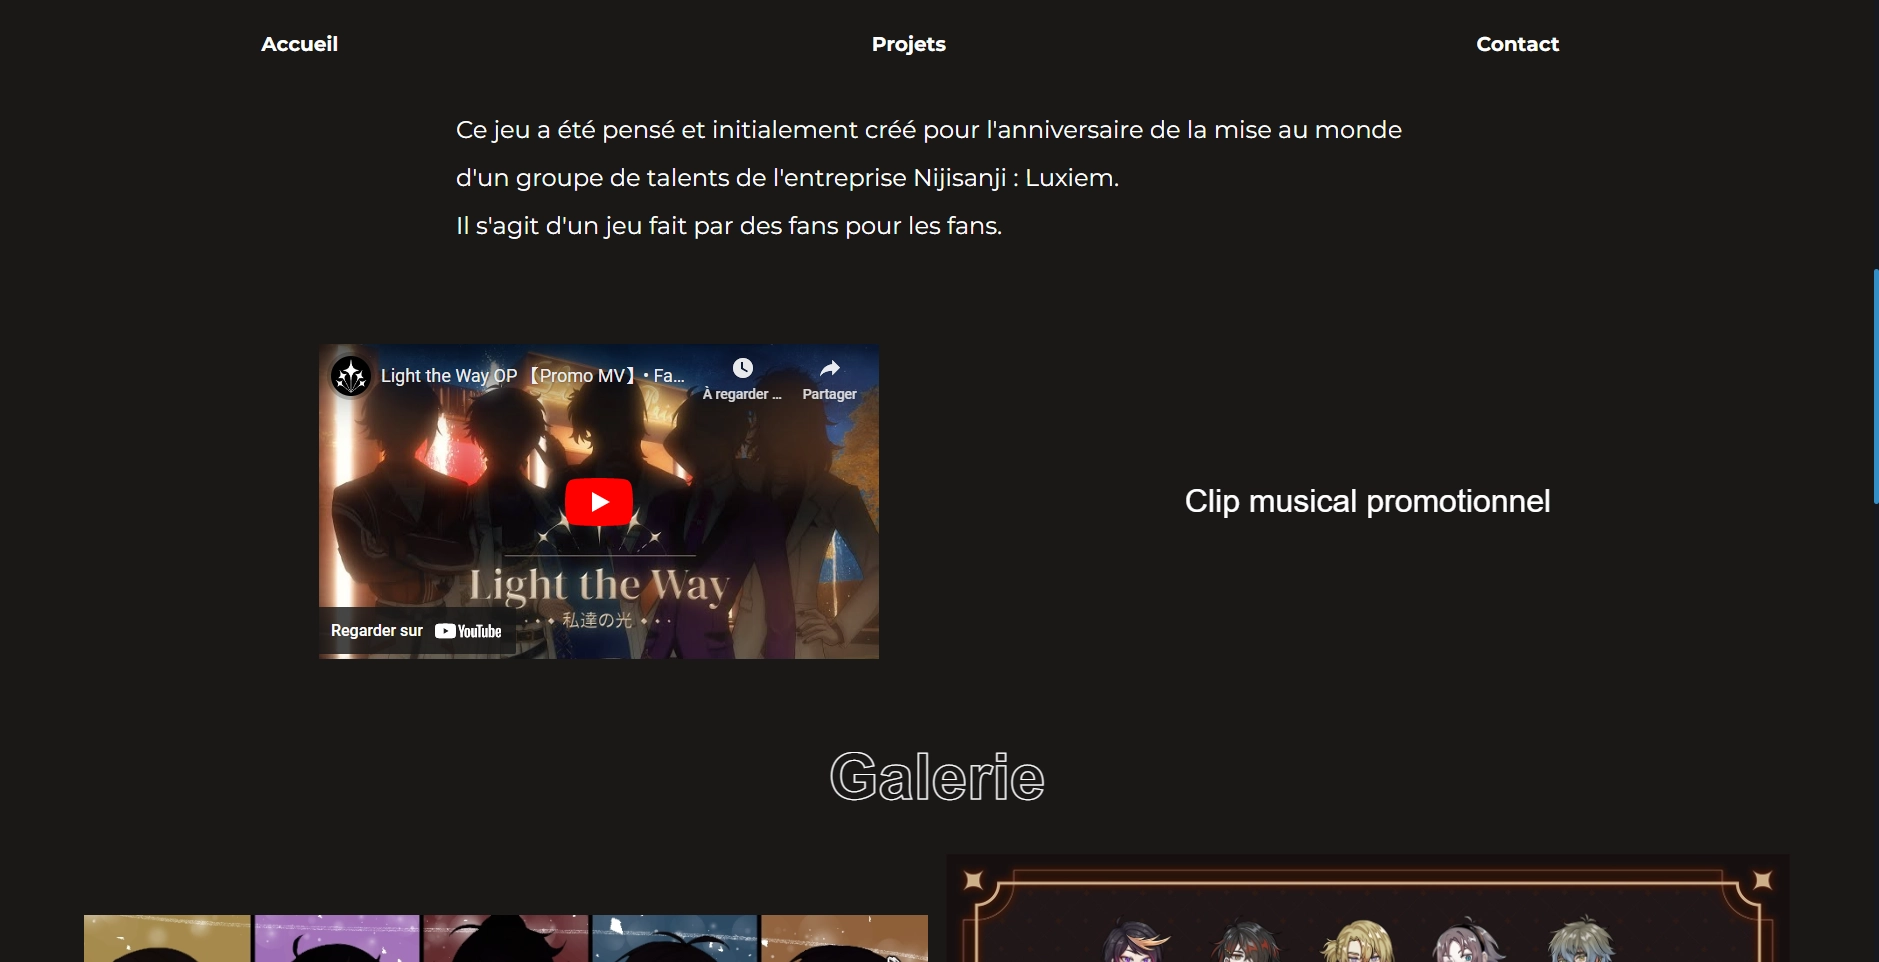 Accueil
Projets
Contact
Ce jeu a été pensé et initialement créé pour l'anniversaire de la mise au monde
d'un groupe de talents de l'entreprise Nijisanji : Luxiem.
Il s'agit d'un jeu fait par des fans pour les fans.
Light the Way OP 【Promo MV】• Fa...
À regarder ...
Partager
Light the Way
私達の光
Regarder sur YouTube
Clip musical promotionnel
Galerie